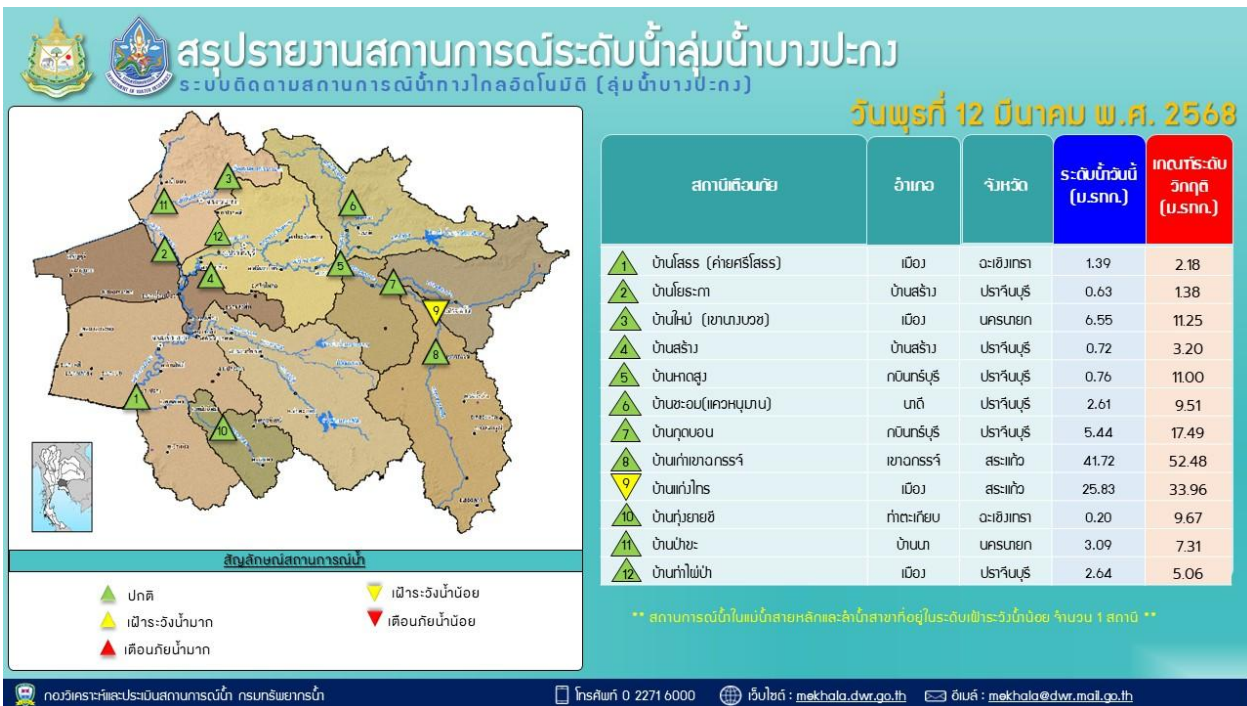 สรุปรายงานสถานการณ์ระดับน้ำลุ่มน้ำบางปะกง
ระบบติดตามสถานการณ์น้ำทางไกลอัตโนมัติ (ลุ่มน้ำบางปะกง)
วันพุธที่ 12 มีนาคม พ.ศ. 2568
3
11
6
12
2
5
4
7
9
8
1
10
สัญลักษณ์สถานการณ์น้ำ
ปกติ
เฝ้าระวังน้ำน้อย
เฝ้าระวังน้ำมาก
เตือนภัยน้ำน้อย
เตือนภัยน้ำมาก
สถานีเตือนภัย อำเภอ จังหวัด ระดับน้ำวันนี้ (ม.รทก.) เกณฑ์ระดับวิกฤติ (ม.รทก.)
1 บ้านโสธร (ค่ายศรีโสธร) เมือง ฉะเชิงเทรา 1.39 2.18
2 บ้านโยธะกา บ้านสร้าง ปราจีนบุรี 0.63 1.38
3 บ้านใหม่ (เขานางบวช) เมือง นครนายก 6.55 11.25
4 บ้านสร้าง บ้านสร้าง ปราจีนบุรี 0.72 3.20
5 บ้านหาดสูง กบินทร์บุรี ปราจีนบุรี 0.76 11.00
6 บ้านชะอม(แควหนุมาน) นาดี ปราจีนบุรี 2.61 9.51
7 บ้านกุดบอน กบินทร์บุรี ปราจีนบุรี 5.44 17.49
8 บ้านเก่าเขาฉกรรจ์ เขาฉกรรจ์ สระแก้ว 41.72 52.48
9 บ้านแก่งไทร เมือง สระแก้ว 25.83 33.96
10 บ้านทุ่งยายชี ท่าตะเกียบ ฉะเชิงเทรา 0.20 9.67
11 บ้านป่าขะ บ้านนา นครนายก 3.09 7.31
12 บ้านท่าไผ่ป่า เมือง ปราจีนบุรี 2.64 5.06
** สถานการณ์น้ำในแม่น้ำสายหลักและลำน้ำสาขาที่อยู่ในระดับเฝ้าระวังน้ำน้อย จำนวน 1 สถานี **
กองวิเคราะห์และประเมินสถานการณ์น้ำ กรมทรัพยากรน้ำ โทรศัพท์ 0 2271 6000 เว็บไซต์ : mekhala.dwr.go.th อีเมล์ : mekhala@dwr.mail.go.th